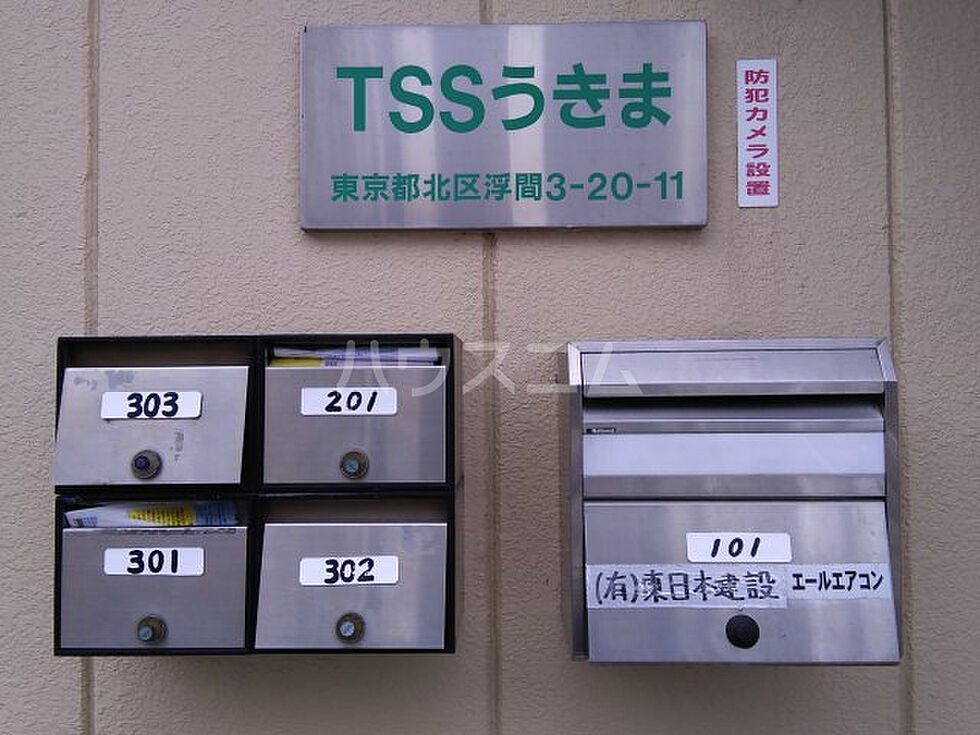 TSSうきま
東京都北区浮間3-20-11
防犯カメラ設置
ハウスコム
303
201
301
302
101
(有)東日本建設 エールエアコン